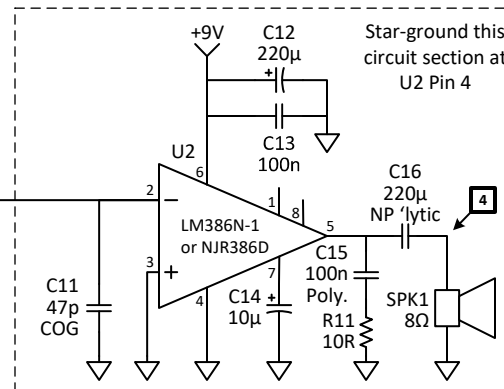 +9V
C12
220µ
+
Star-ground this
circuit section at
U2 Pin 4
C13
100n
U2
6
2
−
1
8
LM386N-1
or NJR386D
5
3
+
7
4
C16
220µ
NP 'lytic
4
C11
47p
COG
C14
10µ
+
C15
100n
Poly.
R11
10R
SPK1
8Ω